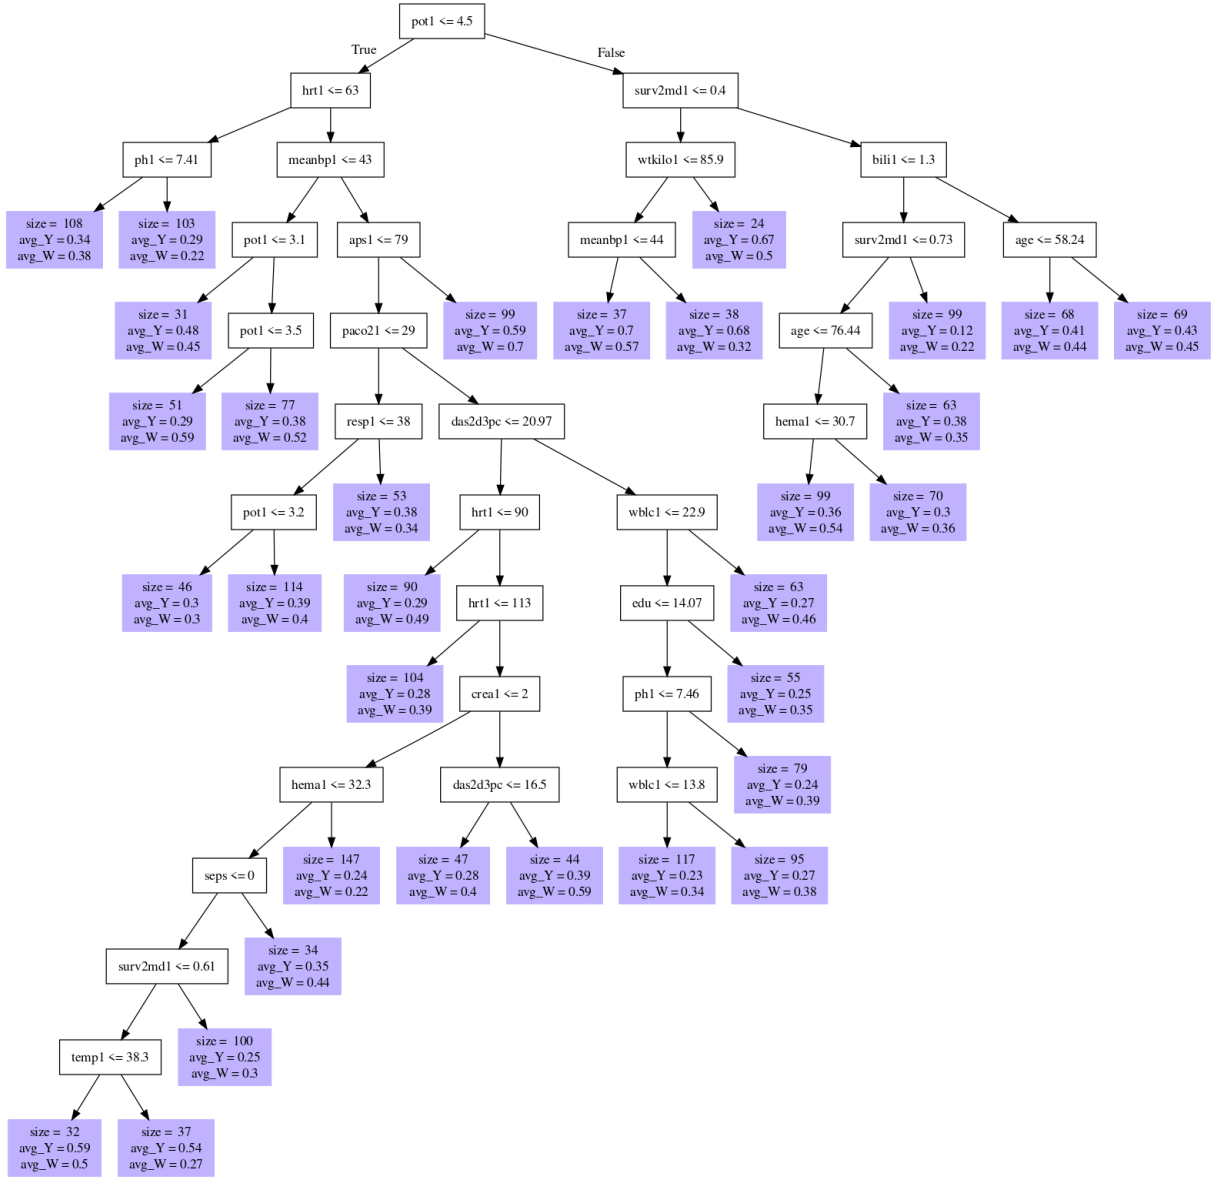 pot1 <= 4.5
True
False
hrt1 <= 63
surv2md1 <= 0.4
ph1 <= 7.41
meanbp1 <= 43
wtkilo1 <= 85.9
bili1 <= 1.3
size = 108
avg_Y = 0.34
avg_W = 0.38
size = 103
avg_Y = 0.29
avg_W = 0.22
pot1 <= 3.1
aps1 <= 79
meanbp1 <= 44
size = 24
avg_Y = 0.67
avg_W = 0.5
surv2md1 <= 0.73
age <= 58.24
size = 31
avg_Y = 0.48
avg_W = 0.45
pot1 <= 3.5
paco21 <= 29
size = 99
avg_Y = 0.59
avg_W = 0.7
size = 37
avg_Y = 0.7
avg_W = 0.57
size = 38
avg_Y = 0.68
avg_W = 0.32
age <= 76.44
size = 99
avg_Y = 0.12
avg_W = 0.22
size = 68
avg_Y = 0.41
avg_W = 0.44
size = 69
avg_Y = 0.43
avg_W = 0.45
size = 51
avg_Y = 0.29
avg_W = 0.59
size = 77
avg_Y = 0.38
avg_W = 0.52
resp1 <= 38
das2d3pc <= 20.97
hema1 <= 30.7
size = 63
avg_Y = 0.38
avg_W = 0.35
pot1 <= 3.2
size = 53
avg_Y = 0.38
avg_W = 0.34
hrt1 <= 90
wblc1 <= 22.9
size = 99
avg_Y = 0.36
avg_W = 0.54
size = 70
avg_Y = 0.3
avg_W = 0.36
size = 46
avg_Y = 0.3
avg_W = 0.3
size = 114
avg_Y = 0.39
avg_W = 0.4
size = 90
avg_Y = 0.29
avg_W = 0.49
hrt1 <= 113
edu <= 14.07
size = 63
avg_Y = 0.27
avg_W = 0.46
size = 104
avg_Y = 0.28
avg_W = 0.39
crea1 <= 2
ph1 <= 7.46
size = 55
avg_Y = 0.25
avg_W = 0.35
hema1 <= 32.3
das2d3pc <= 16.5
wblc1 <= 13.8
size = 79
avg_Y = 0.24
avg_W = 0.39
seps <= 0
size = 147
avg_Y = 0.24
avg_W = 0.22
size = 47
avg_Y = 0.28
avg_W = 0.4
size = 44
avg_Y = 0.39
avg_W = 0.59
size = 117
avg_Y = 0.23
avg_W = 0.34
size = 95
avg_Y = 0.27
avg_W = 0.38
surv2md1 <= 0.61
size = 34
avg_Y = 0.35
avg_W = 0.44
temp1 <= 38.3
size = 100
avg_Y = 0.25
avg_W = 0.3
size = 32
avg_Y = 0.59
avg_W = 0.5
size = 37
avg_Y = 0.54
avg_W = 0.27